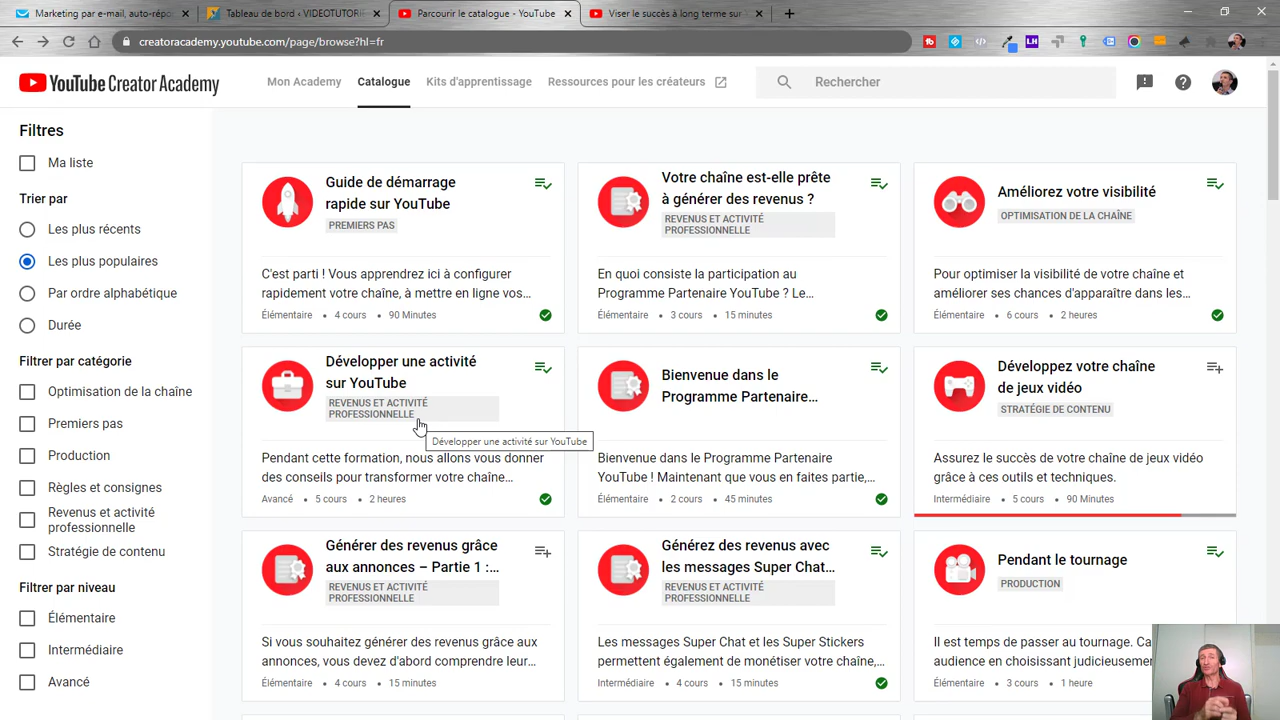 Marketing par e-mail, auto-répo
Tableau de bord ‹ VIDEOTUTORIE
Parcourir le catalogue - YouTube
Viser le succès à long terme sur
creatoracademy.youtube.com/page/browse?hl=fr
YouTube Creator Academy
Mon Academy
Catalogue
Kits d'apprentissage
Ressources pour les créateurs
Rechercher
Filtres
Ma liste
Trier par
Les plus récents
Les plus populaires
Par ordre alphabétique
Durée
Filtrer par catégorie
Optimisation de la chaîne
Premiers pas
Production
Règles et consignes
Revenus et activité
professionnelle
Stratégie de contenu
Filtrer par niveau
Élémentaire
Intermédiaire
Avancé
Guide de démarrage
rapide sur YouTube
PREMIERS PAS
C'est parti ! Vous apprendrez ici à configurer
rapidement votre chaîne, à mettre en ligne vos...
Élémentaire • 4 cours • 90 Minutes
Votre chaîne est-elle prête
à générer des revenus ?
REVENUS ET ACTIVITÉ
PROFESSIONNELLE
En quoi consiste la participation au
Programme Partenaire YouTube ? Le...
Élémentaire • 3 cours • 15 minutes
Améliorez votre visibilité
OPTIMISATION DE LA CHAÎNE
Pour optimiser la visibilité de votre chaîne et
améliorer ses chances d'apparaître dans les...
Élémentaire • 6 cours • 2 heures
Développer une activité
sur YouTube
REVENUS ET ACTIVITÉ
PROFESSIONNELLE
Développer une activité sur YouTube
Pendant cette formation, nous allons vous donner
des conseils pour transformer votre chaîne...
Avancé • 5 cours • 2 heures
Bienvenue dans le
Programme Partenaire...
Bienvenue dans le Programme Partenaire
YouTube ! Maintenant que vous en faites partie,...
Élémentaire • 2 cours • 45 minutes
Développez votre chaîne
de jeux vidéo
STRATÉGIE DE CONTENU
Assurez le succès de votre chaîne de jeux vidéo
grâce à ces outils et techniques.
Intermédiaire • 5 cours • 90 Minutes
Générer des revenus grâce
aux annonces – Partie 1 :...
REVENUS ET ACTIVITÉ
PROFESSIONNELLE
Si vous souhaitez générer des revenus grâce aux
annonces, vous devez d'abord comprendre leur...
Élémentaire • 4 cours • 15 minutes
Générez des revenus avec
les messages Super Chat...
REVENUS ET ACTIVITÉ
PROFESSIONNELLE
Les messages Super Chat et les Super Stickers
permettent également de monétiser votre chaîne,...
Intermédiaire • 4 cours • 15 minutes
Pendant le tournage
PRODUCTION
Il est temps de passer au tournage. Ca
audience en choisissant judicieuseme
Élémentaire • 3 cours • 1 heure